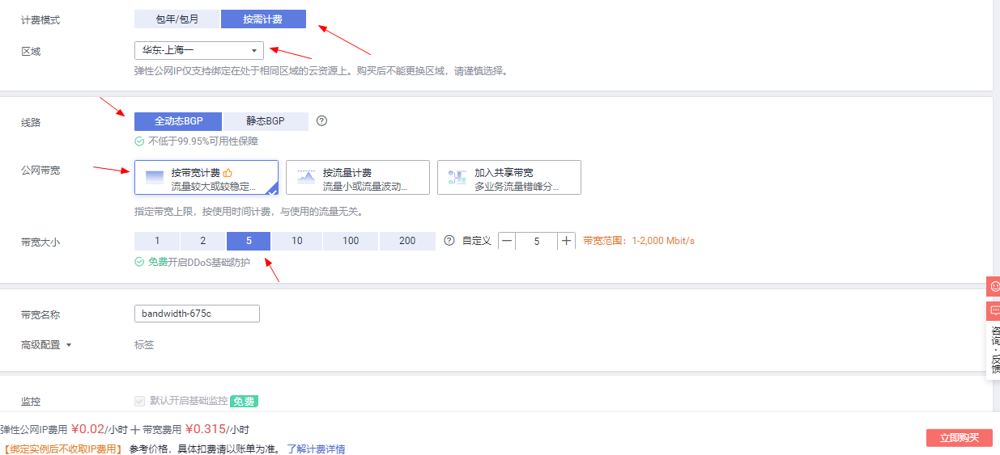 计费模式 包年/包月 按需计费
区域 华东-上海一
弹性公网IP仅支持绑定在处于相同区域的云资源上。购买后不能更换区域，请谨慎选择。
线路 全动态BGP 静态BGP
不低于99.95%可用性保障
公网带宽 按带宽计费 按流量计费 加入共享带宽
流量较大或较稳定... 流量小或流量波动... 多业务流量错峰分...
指定带宽上限，按使用时间计费，与使用的流量无关。
带宽大小 1 2 5 10 100 200 自定义 5 带宽范围：1-2,000 Mbit/s
免费开启DDoS基础防护
带宽名称 bandwidth-675c
高级配置 标签
监控 默认开启基础监控 免费
咨询·反馈
弹性公网IP费用 ¥0.02/小时 + 带宽费用 ¥0.315/小时
【绑定实例后不收取IP费用】 参考价格，具体扣费请以账单为准。 了解计费详情
立即购买